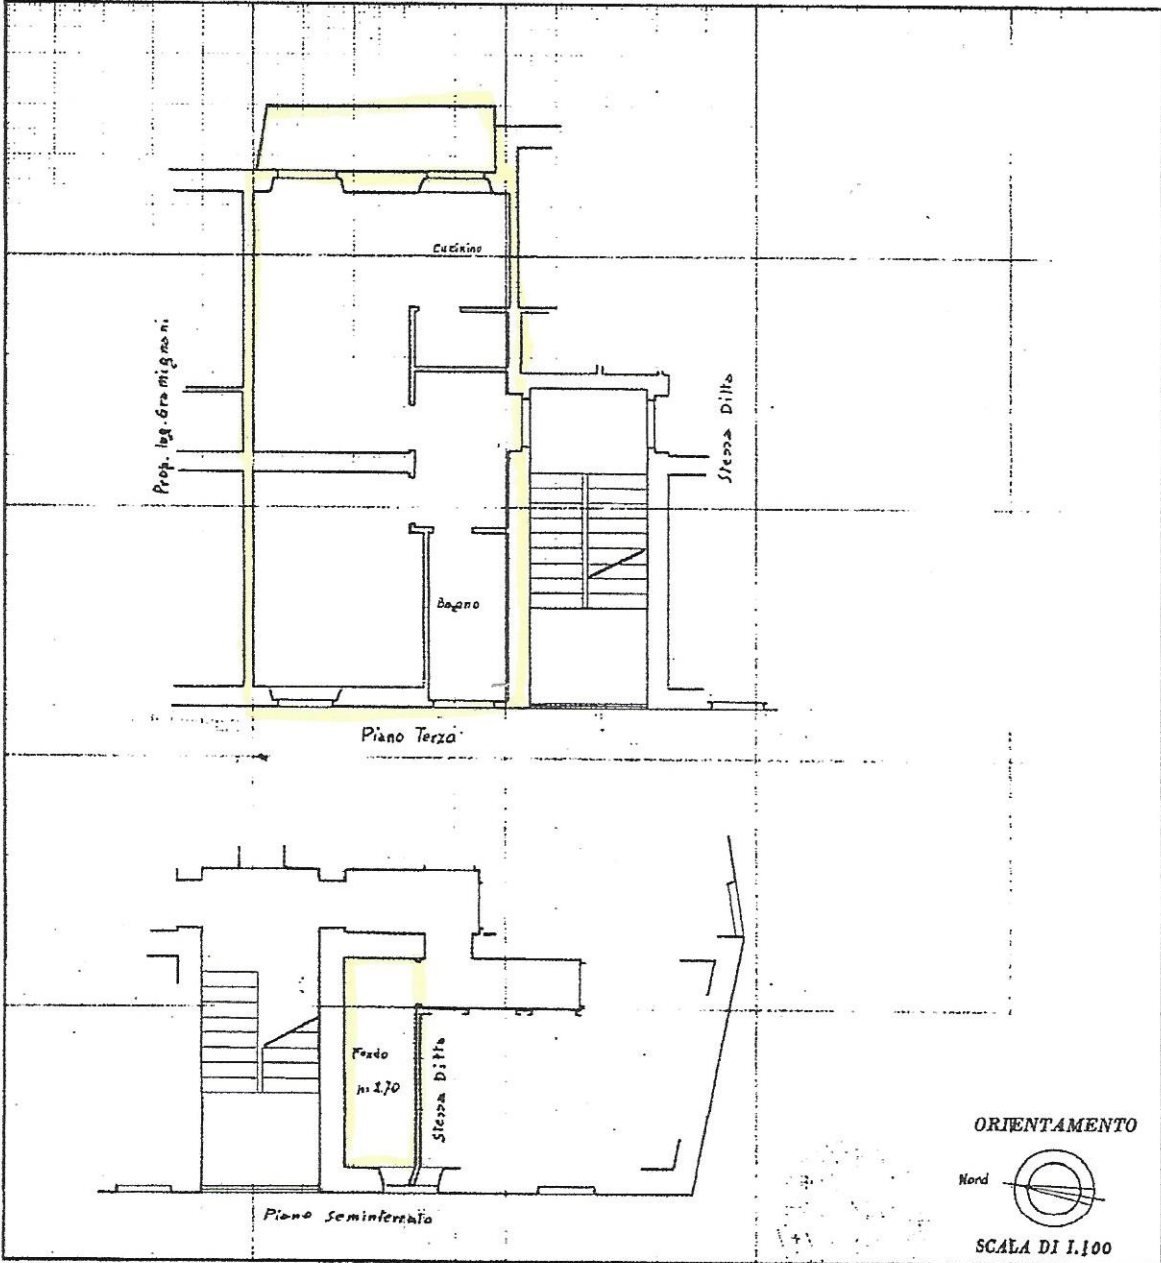 Cucinino
Prop. Ing. Gramignani
Stessa Ditta
Bagno
Piano Terzo
Fondo
h= 2.70
Stessa Ditta
Piano Seminterrato
ORIENTAMENTO
Nord
SCALA DI 1.100